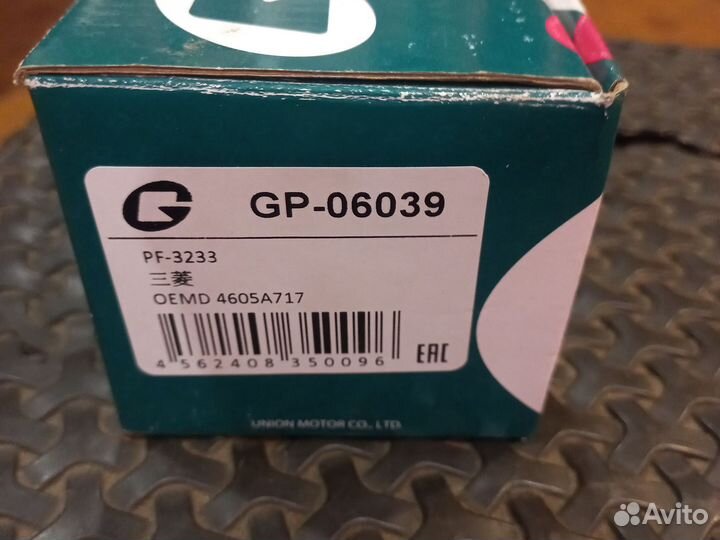 GP-06039
PF-3233
三菱
OEMD 4605A717
4 562408 350096
EAC
UNION MOTOR CO., LTD.
Avito